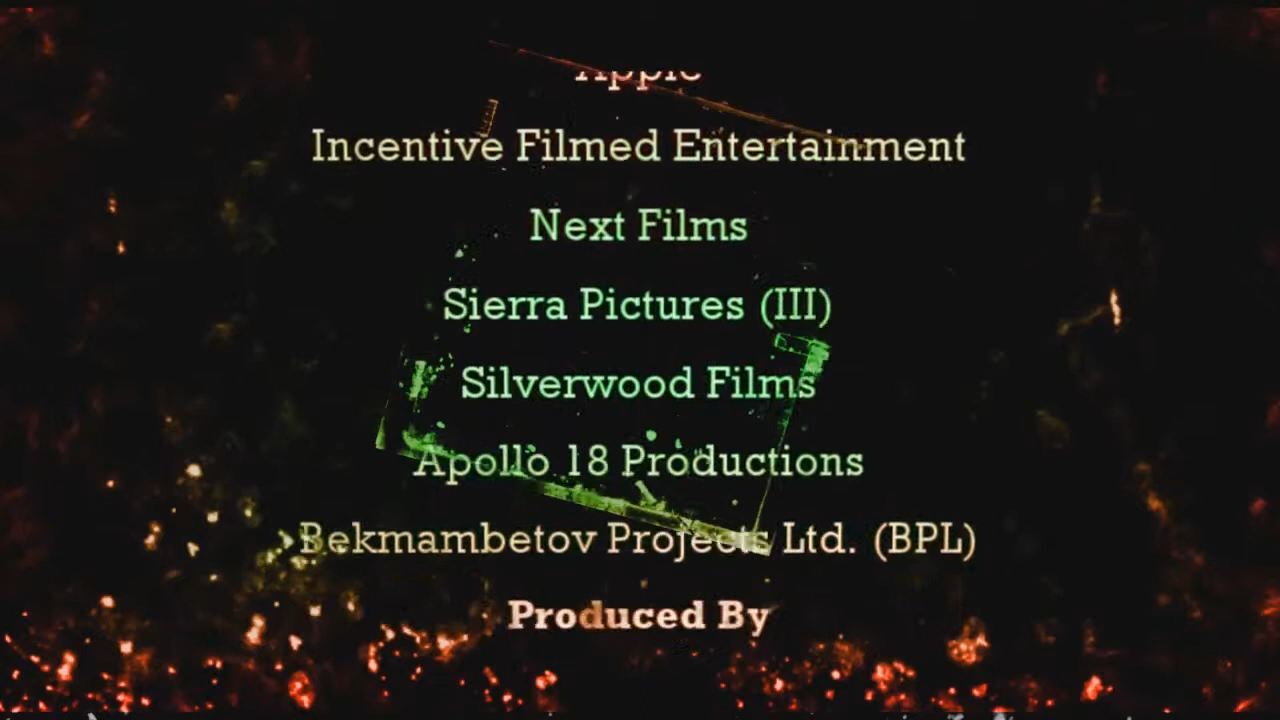 Apple
Incentive Filmed Entertainment
Next Films
Sierra Pictures (III)
Silverwood Films
Apollo 18 Productions
Bekmambetov Projects Ltd. (BPL)
Produced By